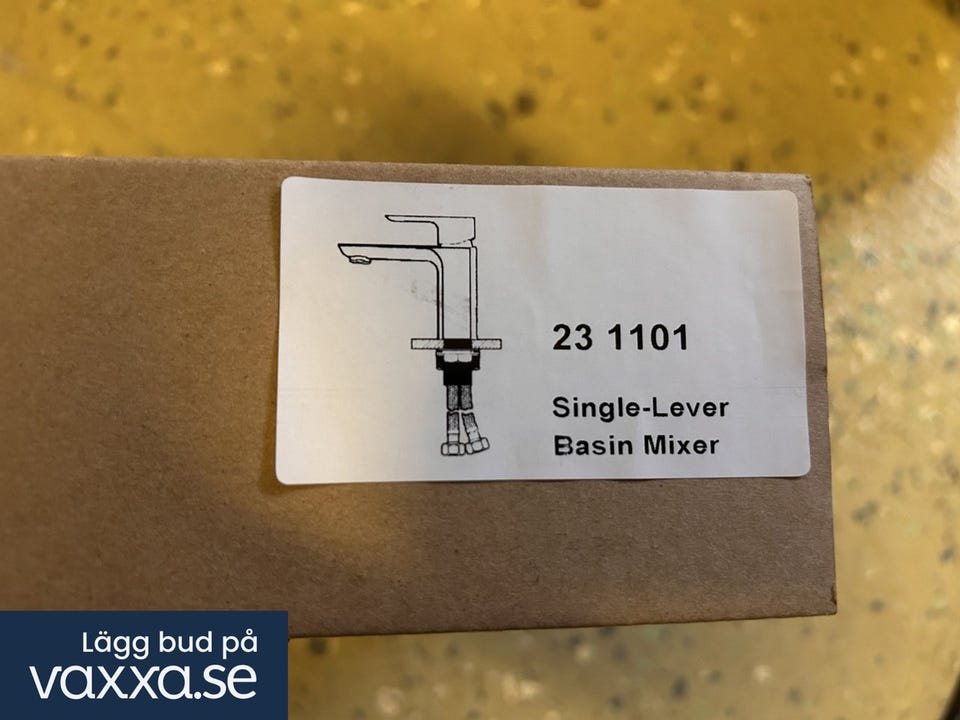 23 1101
Single-Lever
Basin Mixer
Lägg bud på
vaxxa.se